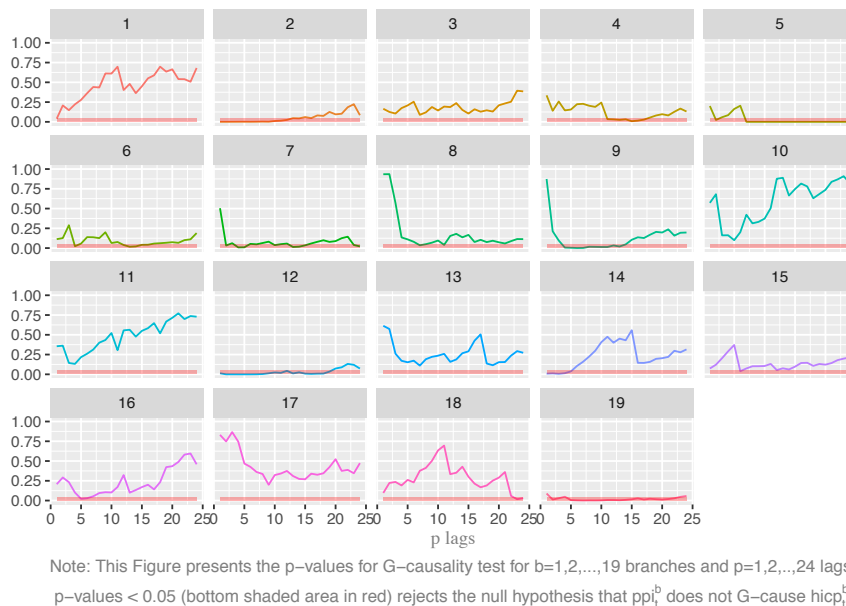 1 2 3 4 5
1.00
0.75
0.50
0.25
0.00
6 7 8 9 10
1.00
0.75
0.50
0.25
0.00
11 12 13 14 15
1.00
0.75
0.50
0.25
0.00
16 17 18 19
1.00
0.75
0.50
0.25
0.00
0 5 10 15 20 25 0 5 10 15 20 25 0 5 10 15 20 25 0 5 10 15 20 25
p lags
Note: This Figure presents the p−values for G−causality test for b=1,2,...,19 branches and p=1,2,..,24 lags
p−values < 0.05 (bottom shaded area in red) rejects the null hypothesis that ppi_t^b does not G−cause hicp_t^b